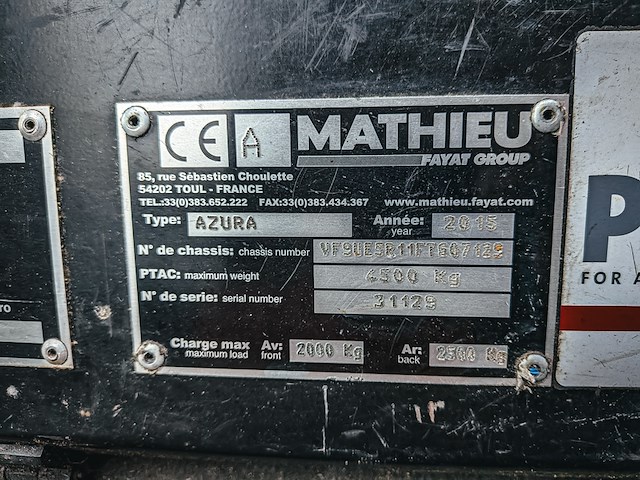 CE A MATHIEU
FAYAT GROUP
85, rue Sébastien Choulette
54202 TOUL - FRANCE
TEL.:33(0)383.652.222 FAX:33(0)383.434.367 www.mathieu.fayat.com
Type: AZURA Année: year 2015
N° de chassis: chassis number VF9UE5R11FT607129
PTAC: maximum weight 4500 Kg
N° de serie: serial number 31129
Charge max maximum load Av: front 2000 Kg Ar: back 2500 Kg
TO
P
FOR A